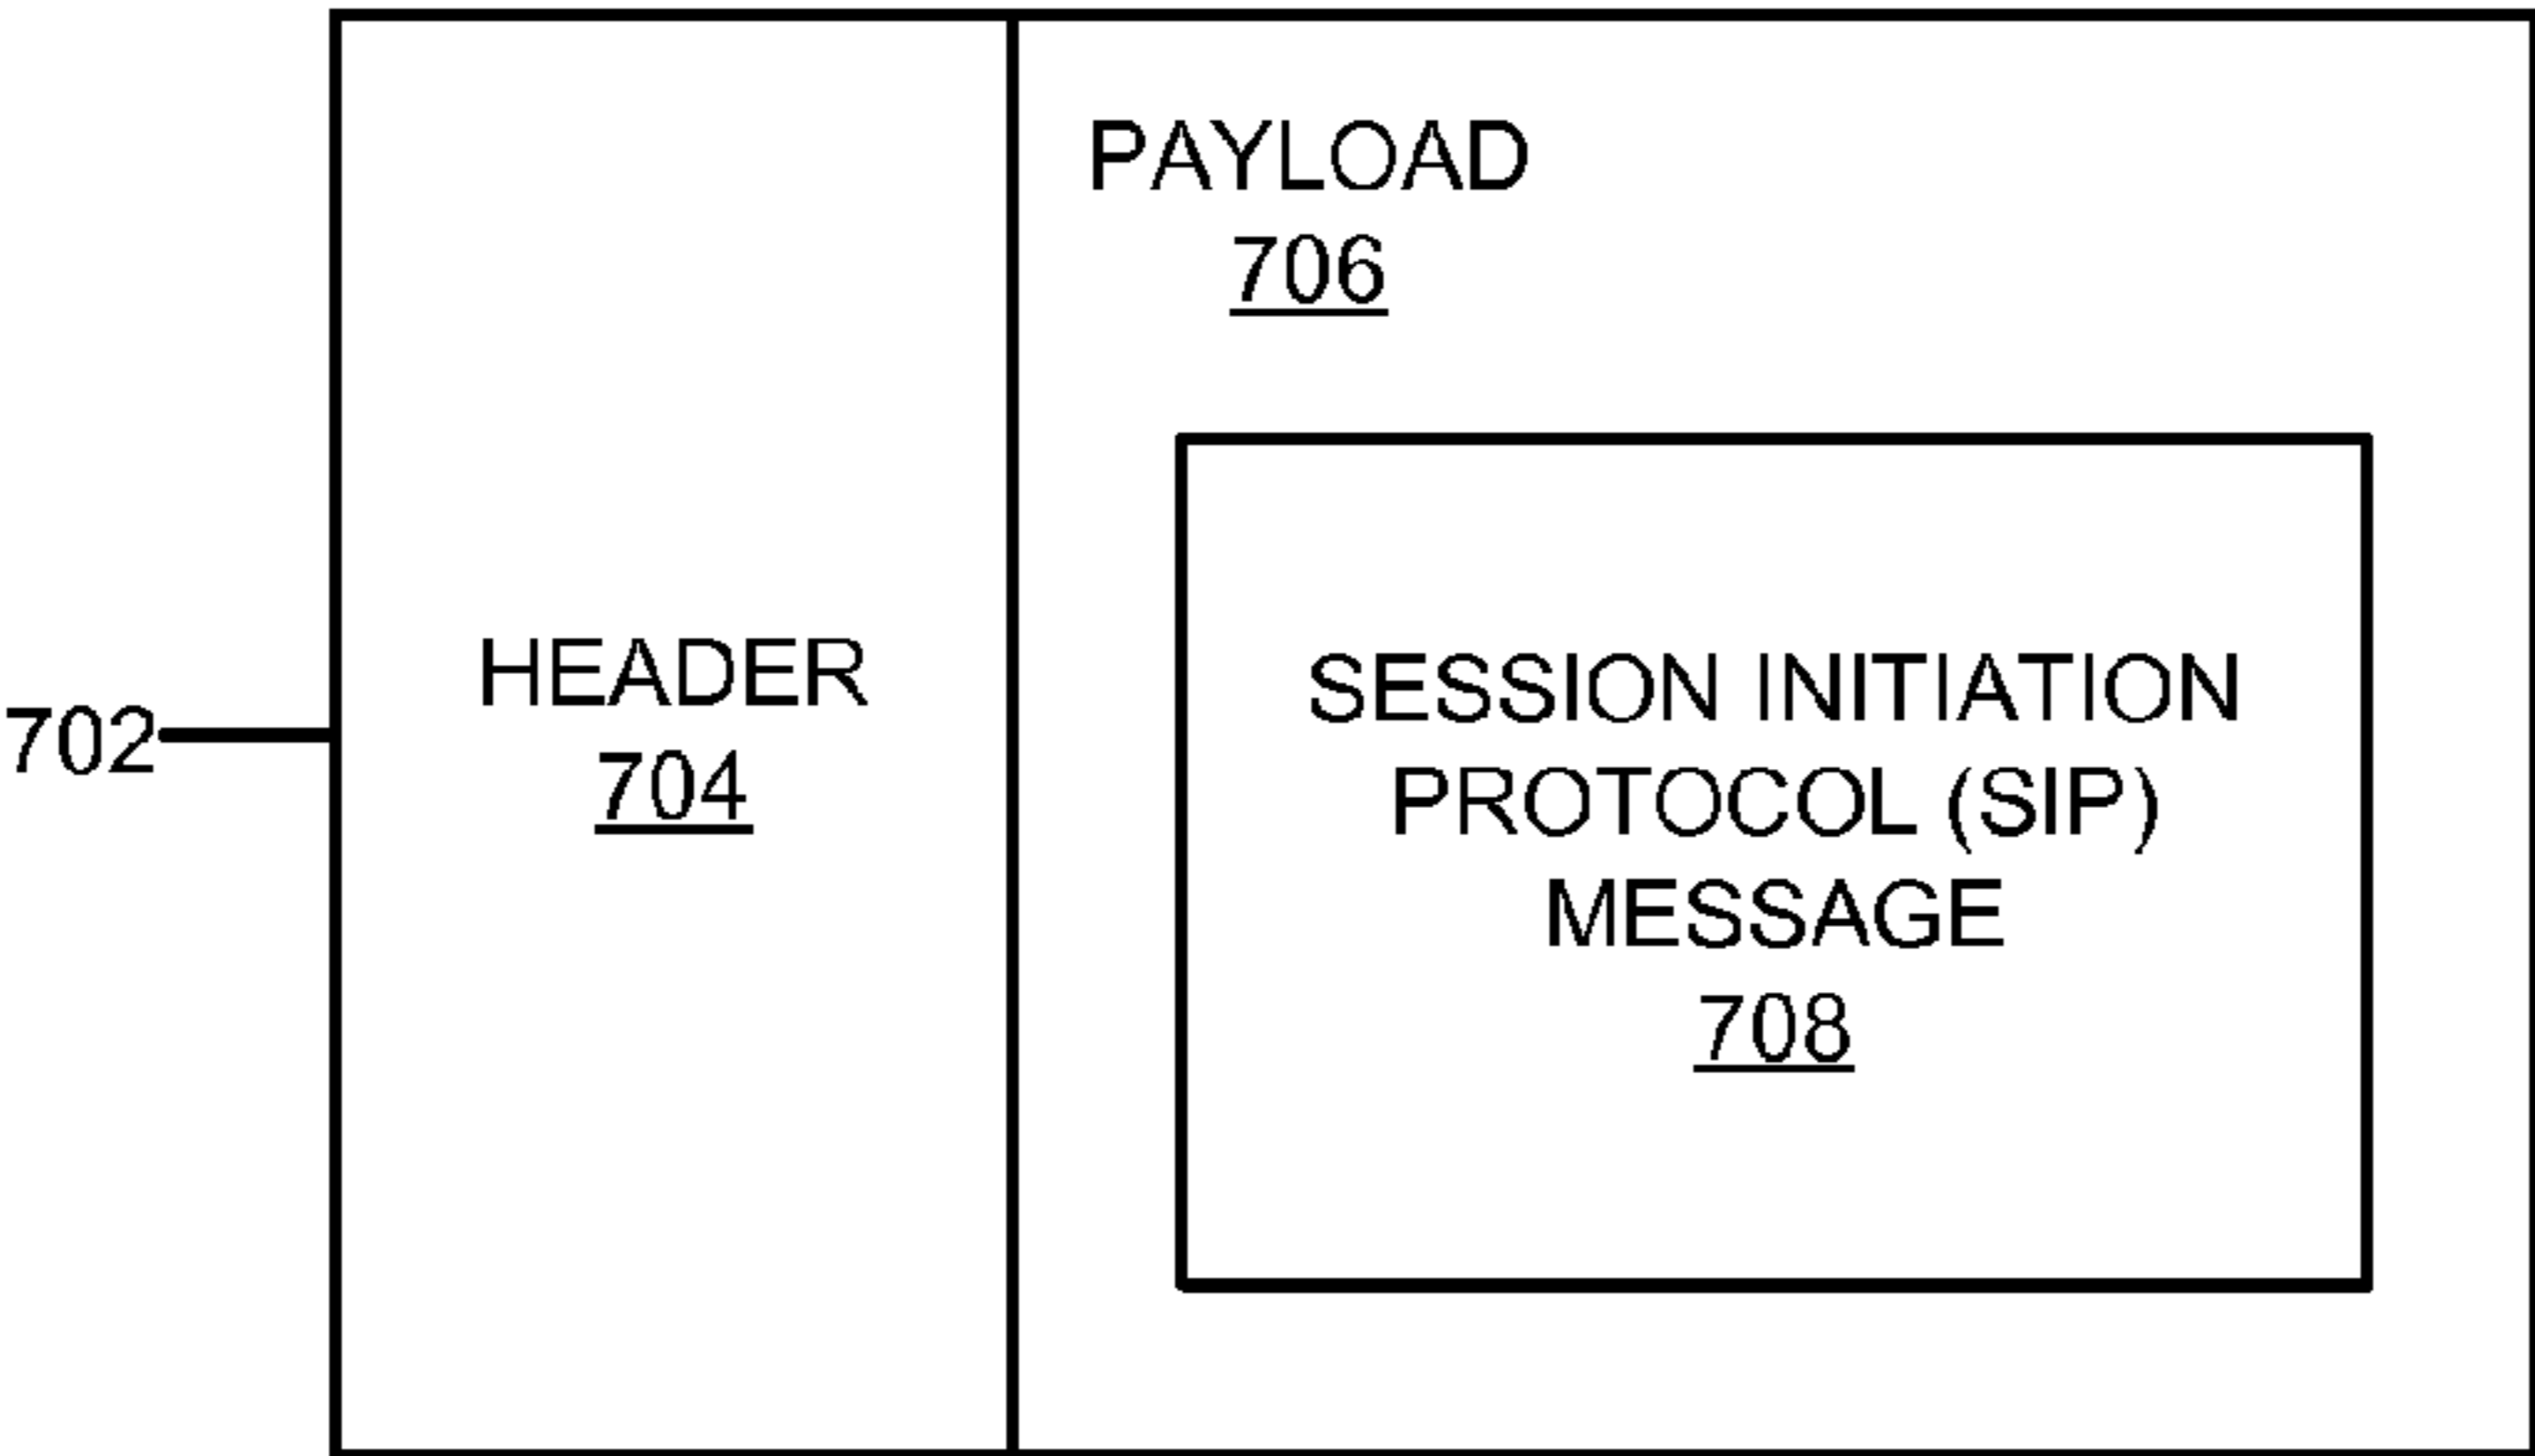 702
HEADER
704
PAYLOAD
706
SESSION INITIATION
PROTOCOL (SIP)
MESSAGE
708